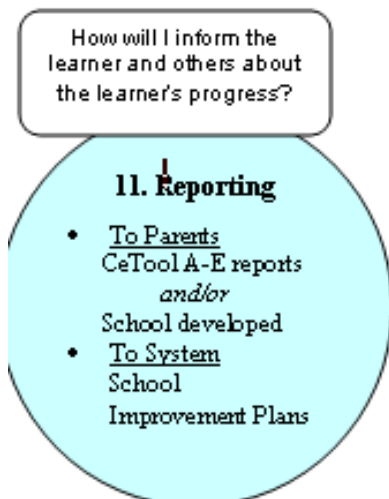 How will I inform the
learner and others about
the learner's progress?
11. Reporting
• To Parents
CeTool A-E reports
and/or
School developed
• To System
School
Improvement Plans